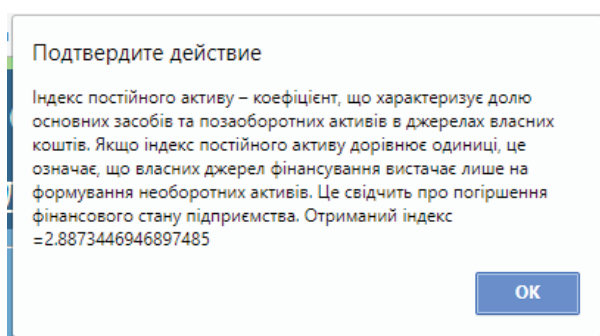 Подтвердите действие
Індекс постійного активу – коефіцієнт, що характеризує долю
основних засобів та позаоборотних активів в джерелах власних
коштів. Якщо індекс постійного активу дорівнює одиниці, це
означає, що власних джерел фінансування вистачає лише на
формування необоротних активів. Це свідчить про погіршення
фінансового стану підприємства. Отриманий індекс
=2.8873446946897485
ОК